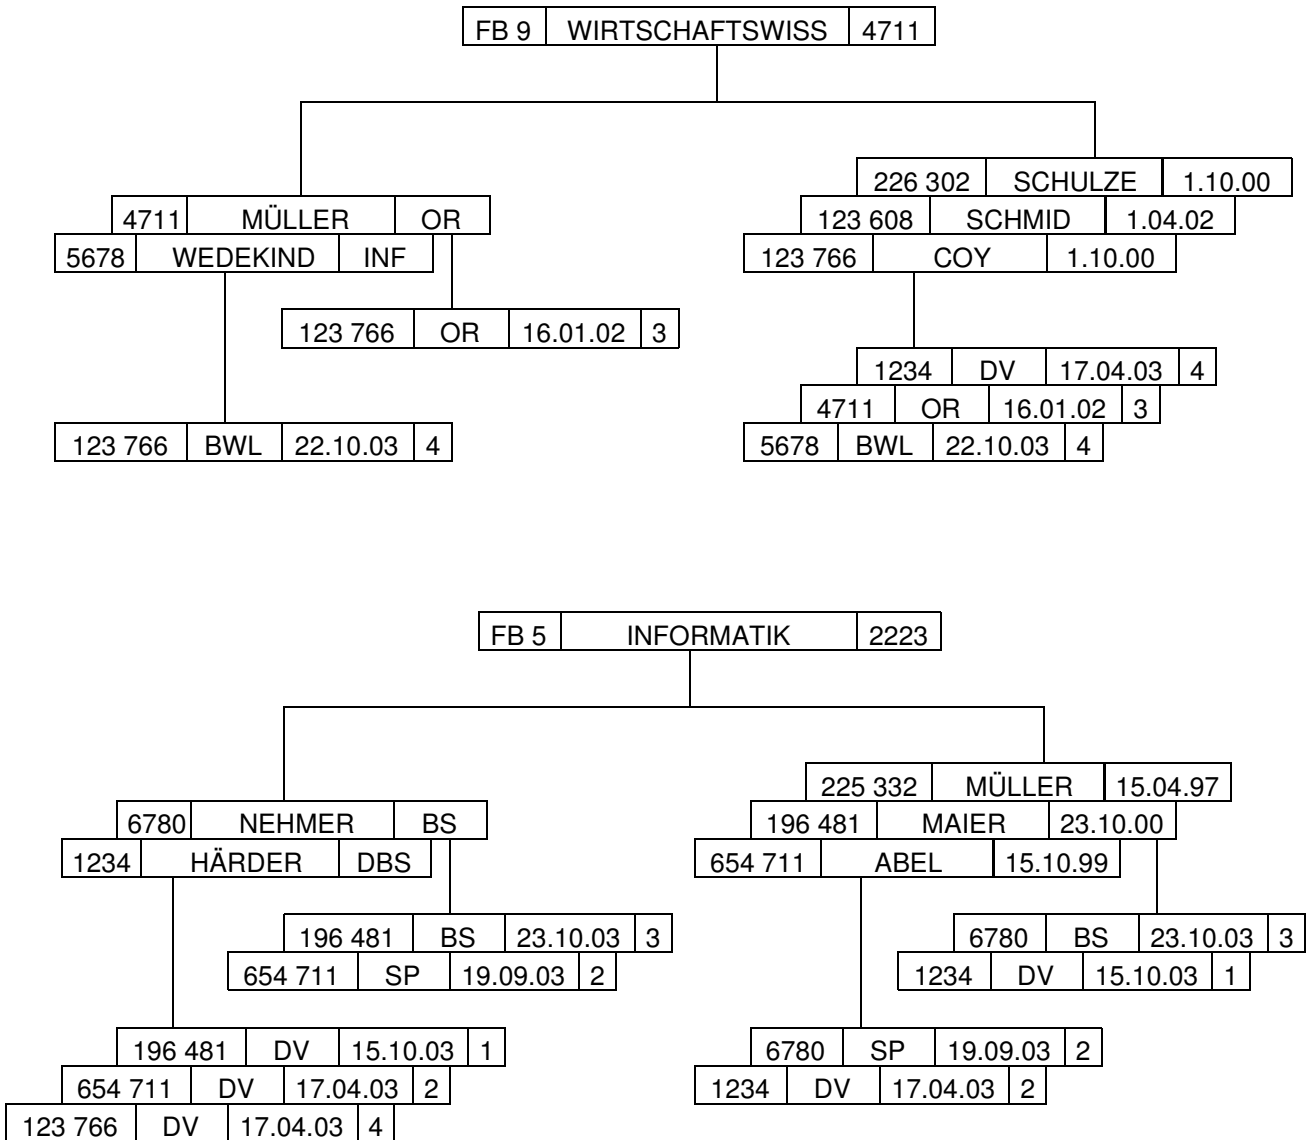 FB 9 WIRTSCHAFTSWISS 4711
226 302 SCHULZE 1.10.00
4711 MÜLLER OR 123 608 SCHMID 1.04.02
5678 WEDEKIND INF 123 766 COY 1.10.00
123 766 OR 16.01.02 3
1234 DV 17.04.03 4
4711 OR 16.01.02 3
123 766 BWL 22.10.03 4 5678 BWL 22.10.03 4
FB 5 INFORMATIK 2223
225 332 MÜLLER 15.04.97
6780 NEHMER BS 196 481 MAIER 23.10.00
1234 HÄRDER DBS 654 711 ABEL 15.10.99
196 481 BS 23.10.03 3 6780 BS 23.10.03 3
654 711 SP 19.09.03 2 1234 DV 15.10.03 1
196 481 DV 15.10.03 1 6780 SP 19.09.03 2
654 711 DV 17.04.03 2 1234 DV 17.04.03 2
123 766 DV 17.04.03 4